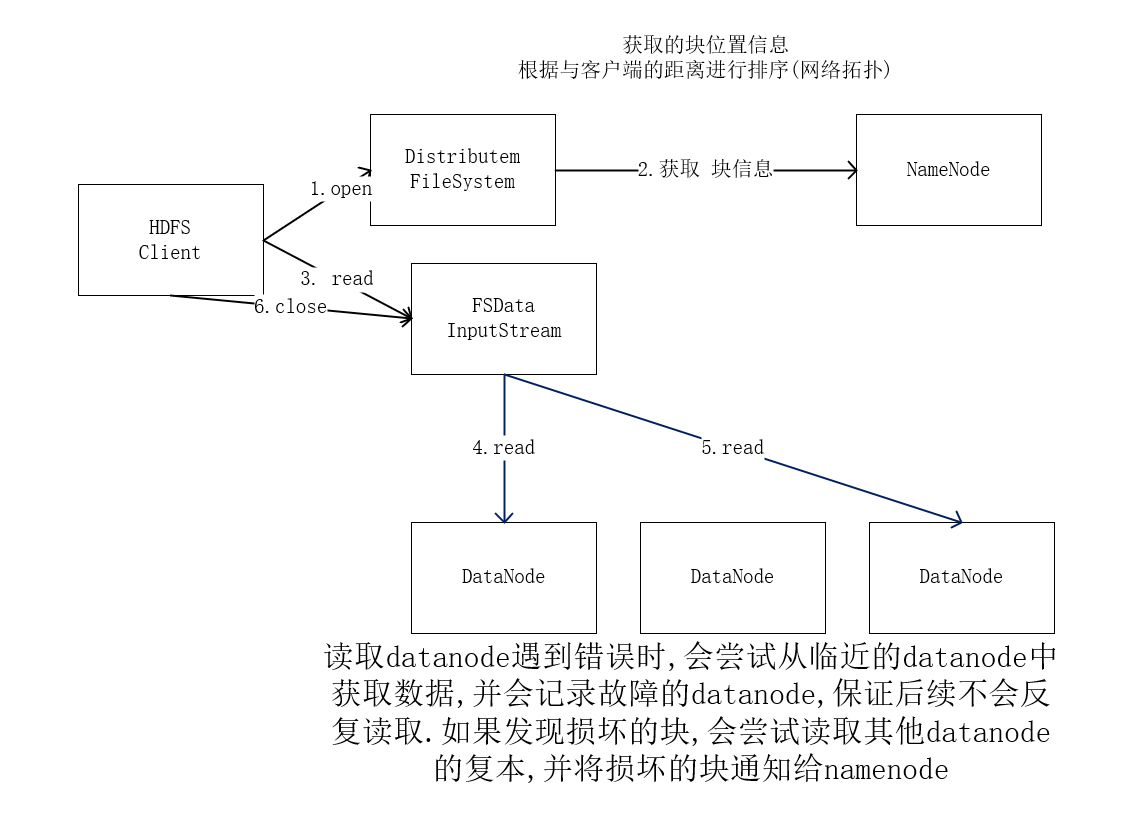 获取的块位置信息
根据与客户端的距离进行排序(网络拓扑)
Distributem
FileSystem
2.获取 块信息
NameNode
1.open
HDFS
Client
3. read
6.close
FSData
InputStream
4.read
5.read
DataNode
DataNode
DataNode
读取datanode遇到错误时,会尝试从临近的datanode中
获取数据,并会记录故障的datanode,保证后续不会反
复读取.如果发现损坏的块,会尝试读取其他datanode
的复本,并将损坏的块通知给namenode